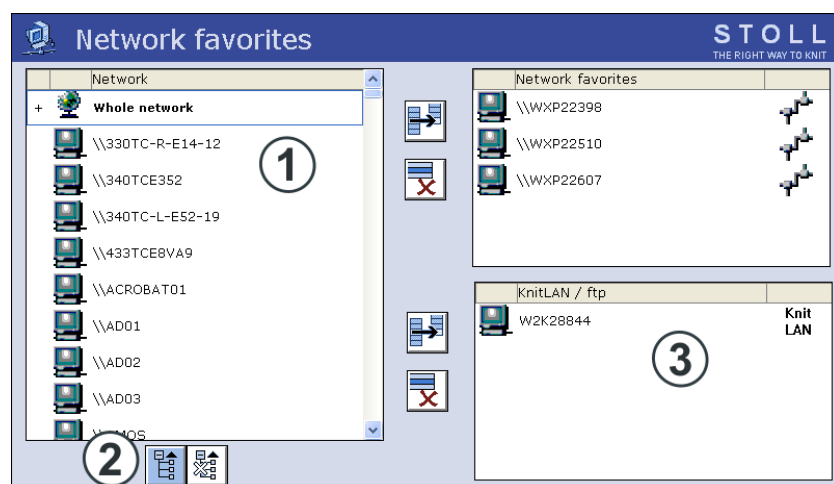 Network favorites
STOLL
THE RIGHT WAY TO KNIT
Network
Whole network
\\330TC-R-E14-12
\\340TCE352
\\340TC-L-E52-19
\\433TCE8VA9
\\ACROBAT01
\\AD01
\\AD02
\\AD03
1
2
Network favorites
\\WXP22398
\\WXP22510
\\WXP22607
KnitLAN / ftp
W2K28844
Knit
LAN
3